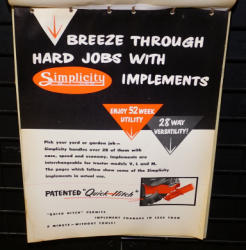 BREEZE THROUGH
HARD JOBS WITH
Simplicity IMPLEMENTS
ENJOY 52 WEEK
UTILITY
28 WAY
VERSATILITY!
Pick your yard or garden job—
Simplicity handles over 28 of them with
ease, speed and economy. Implements are
interchangeable for tractor models V, L and M.
The pages which follow show some of the Simplicity
implements in actual use.
PATENTED "Quick-Hitch"
"QUICK HITCH" PERMITS
IMPLEMENT CHANGES IN LESS THAN
A MINUTE—WITHOUT TOOLS!